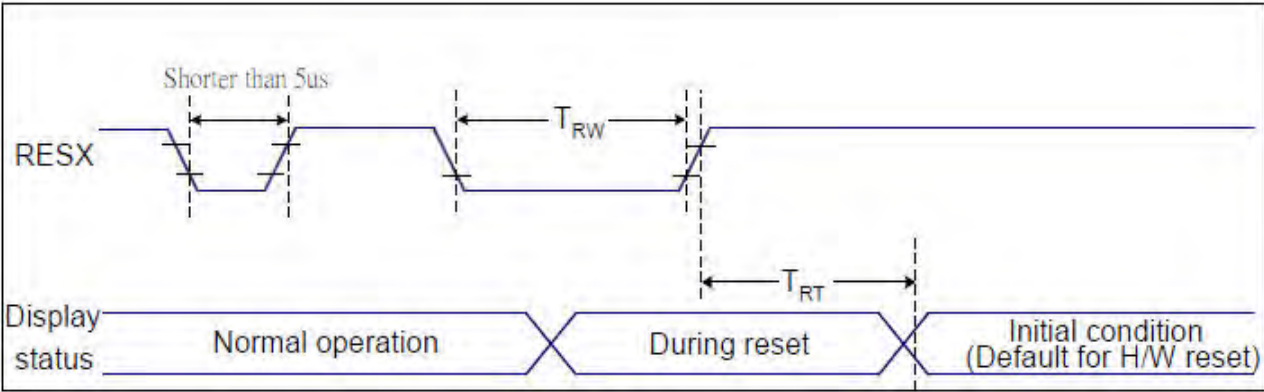 Shorter than 5us
RESX
TRW
TRT
Display
status
Normal operation
During reset
Initial condition
(Default for H/W reset)